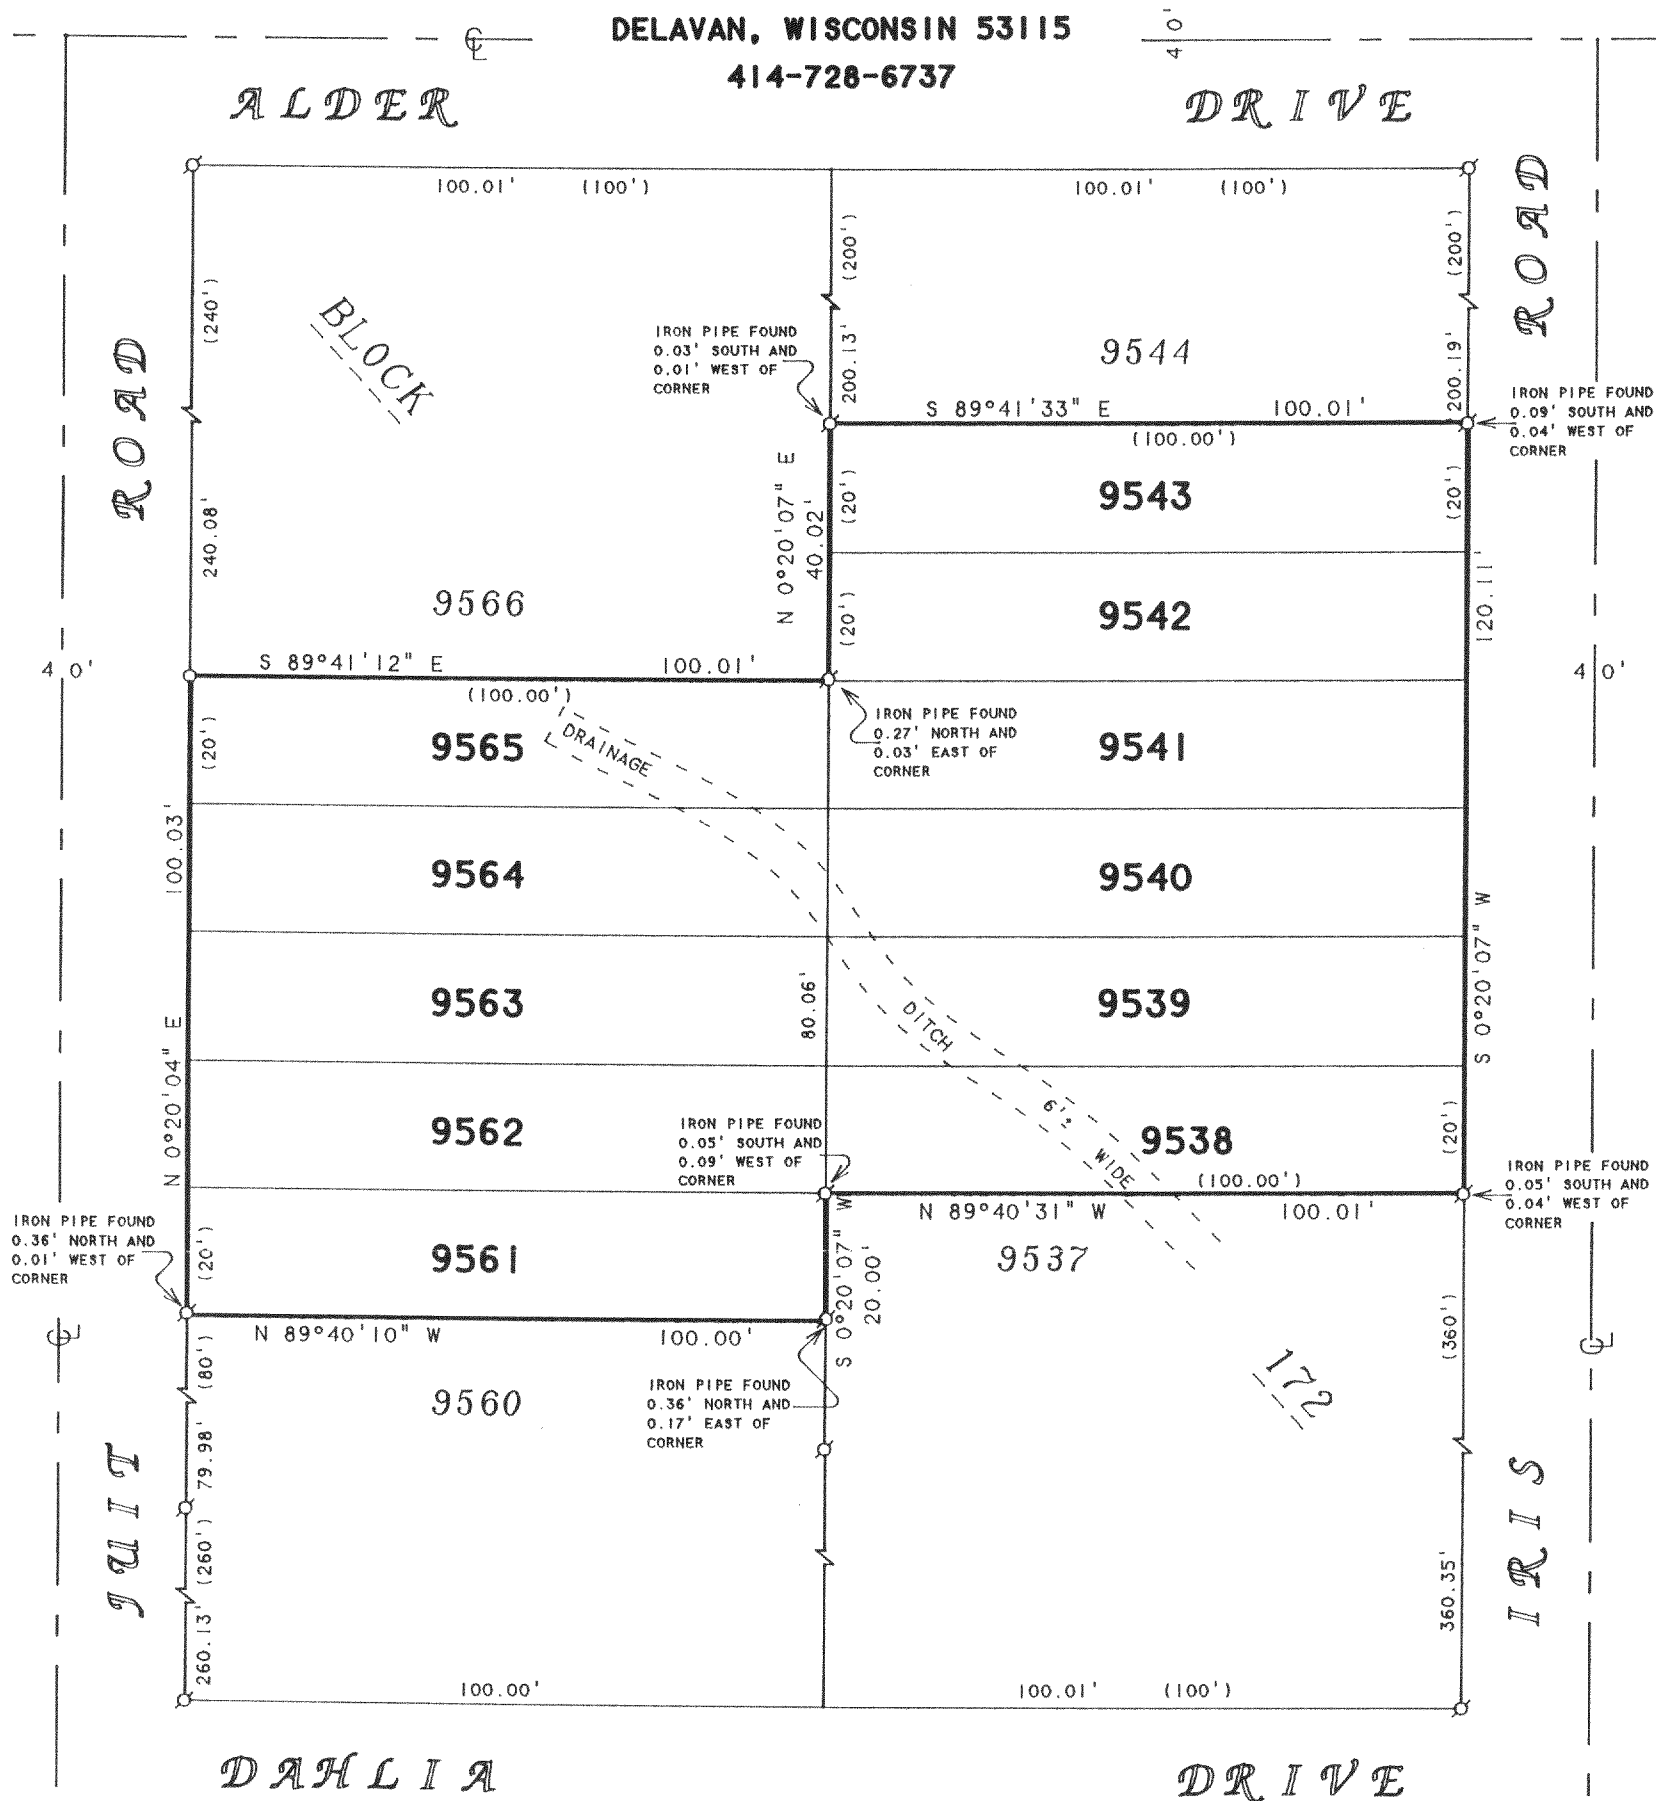 DELAVAN, WISCONSIN 53115
414-728-6737
40'
ALDER DRIVE
100.01' (100')
100.01' (100')
ROAD
ROAD
(240')
240.08'
BLOCK
(200')
200.13'
(200')
200.19'
IRON PIPE FOUND
0.03' SOUTH AND
0.01' WEST OF
CORNER
9544
S 89°41'33" E 100.01'
(100.00')
IRON PIPE FOUND
0.09' SOUTH AND
0.04' WEST OF
CORNER
N 0°20'07" E
40.02'
(20')
(20')
9543
(20')
9542
120.11'
9566
40'
S 89°41'12" E 100.01'
(100.00')
40'
IRON PIPE FOUND
0.27' NORTH AND
0.03' EAST OF
CORNER
(20')
9565
DRAINAGE
9541
100.03'
9564
9540
9563
80.06'
9539
DITCH
S 0°20'07" W
N 0°20'04" E
9562
IRON PIPE FOUND
0.05' SOUTH AND
0.09' WEST OF
CORNER
6'± WIDE
9538
(20')
(100.00')
N 89°40'31" W 100.01'
IRON PIPE FOUND
0.05' SOUTH AND
0.04' WEST OF
CORNER
IRON PIPE FOUND
0.36' NORTH AND
0.01' WEST OF
CORNER
(20')
9561
S 0°20'07" W
20.00'
9537
N 89°40'10" W 100.00'
(80')
79.98'
9560
IRON PIPE FOUND
0.36' NORTH AND
0.17' EAST OF
CORNER
(360')
360.35'
172
JUIT
IRIS
(260')
260.13'
100.00'
100.01' (100')
DAHLIA DRIVE